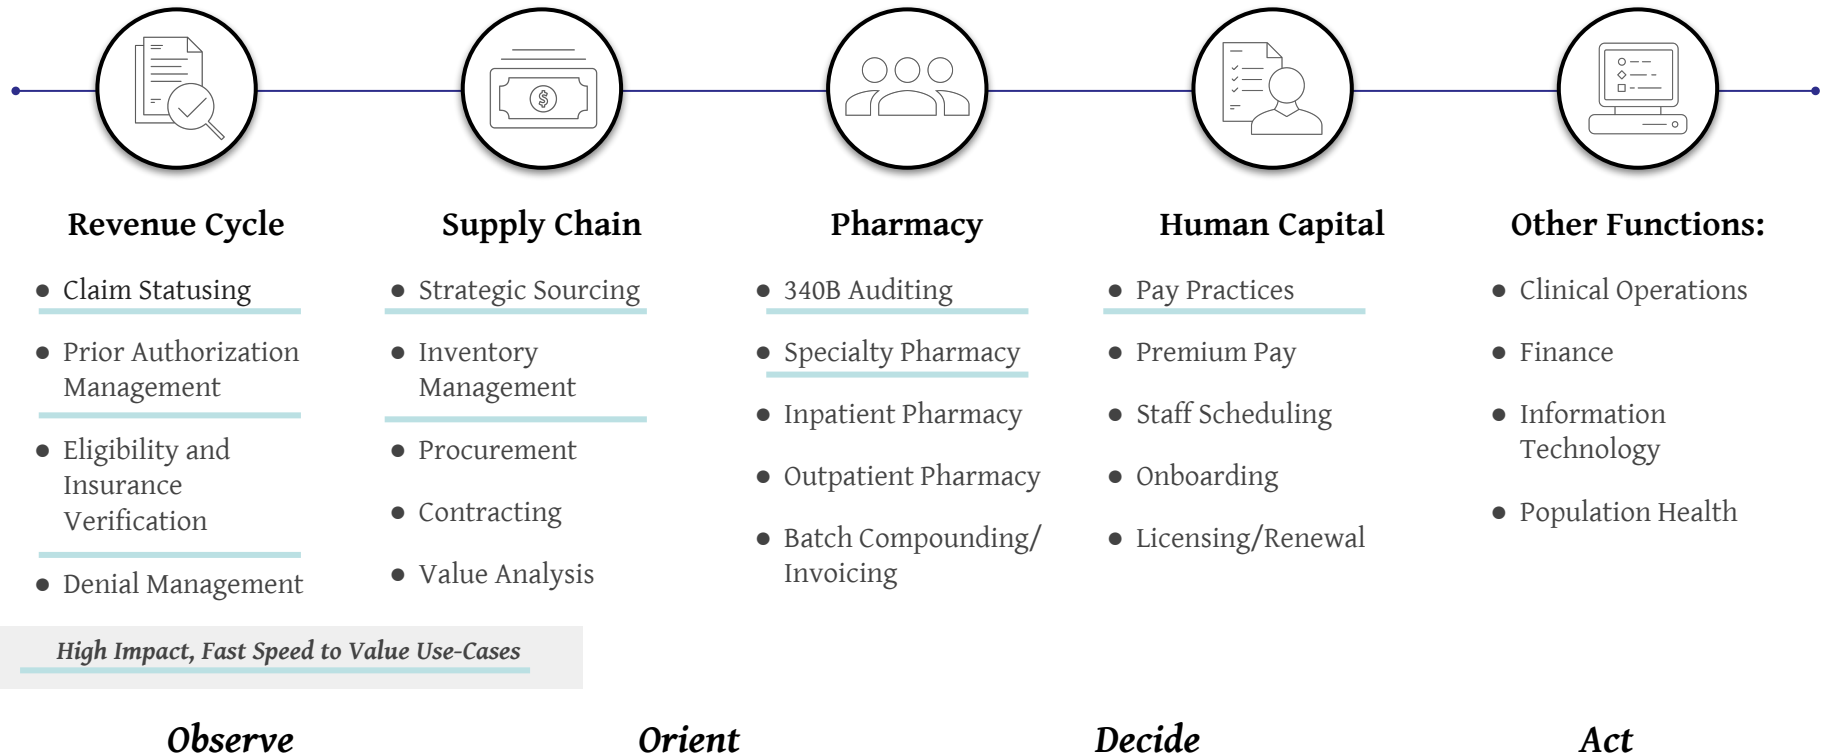 Revenue Cycle
● Claim Statusing
● Prior Authorization
Management
● Eligibility and
Insurance
Verification
● Denial Management
Supply Chain
● Strategic Sourcing
● Inventory
Management
● Procurement
● Contracting
● Value Analysis
Pharmacy
● 340B Auditing
● Specialty Pharmacy
● Inpatient Pharmacy
● Outpatient Pharmacy
● Batch Compounding/
Invoicing
Human Capital
● Pay Practices
● Premium Pay
● Staff Scheduling
● Onboarding
● Licensing/Renewal
Other Functions:
● Clinical Operations
● Finance
● Information
Technology
● Population Health
High Impact, Fast Speed to Value Use-Cases
Observe
Orient
Decide
Act